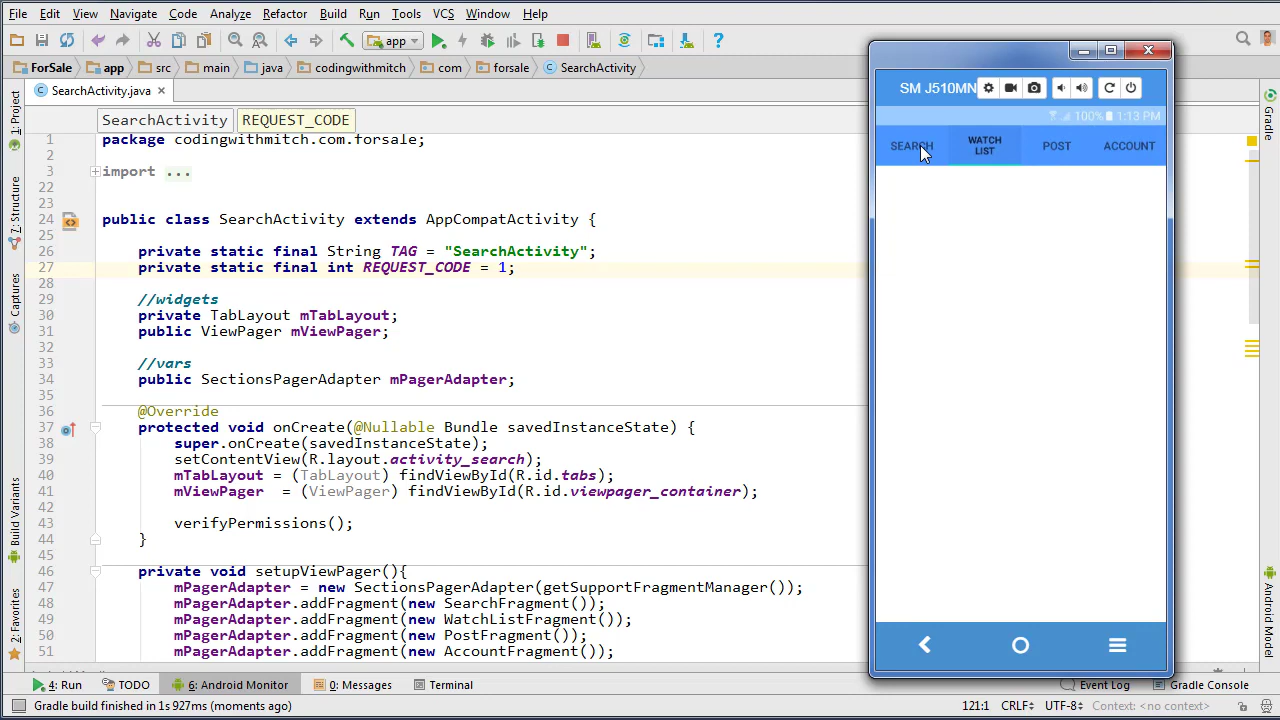 File Edit View Navigate Code Analyze Refactor Build Run Tools VCS Window Help
app
ForSale app src main java codingwithmitch com forsale SearchActivity
SearchActivity.java
SearchActivity REQUEST_CODE
1 package codingwithmitch.com.forsale;
2
3 import ...
22
23
24 public class SearchActivity extends AppCompatActivity {
25
26 private static final String TAG = "SearchActivity";
27 private static final int REQUEST_CODE = 1;
28
29 //widgets
30 private TabLayout mTabLayout;
31 public ViewPager mViewPager;
32
33 //vars
34 public SectionsPagerAdapter mPagerAdapter;
35
36 @Override
37 protected void onCreate(@Nullable Bundle savedInstanceState) {
38 super.onCreate(savedInstanceState);
39 setContentView(R.layout.activity_search);
40 mTabLayout = (TabLayout) findViewById(R.id.tabs);
41 mViewPager = (ViewPager) findViewById(R.id.viewpager_container);
42
43 verifyPermissions();
44 }
45
46 private void setupViewPager(){
47 mPagerAdapter = new SectionsPagerAdapter(getSupportFragmentManager());
48 mPagerAdapter.addFragment(new SearchFragment());
49 mPagerAdapter.addFragment(new WatchListFragment());
50 mPagerAdapter.addFragment(new PostFragment());
51 mPagerAdapter.addFragment(new AccountFragment());
1: Project
7: Structure
Captures
Build Variants
2: Favorites
SM J510MN
100% 1:13 PM
SEARCH WATCH LIST POST ACCOUNT
Gradle
Android Model
4: Run TODO 6: Android Monitor 0: Messages Terminal Event Log Gradle Console
Gradle build finished in 1s 927ms (moments ago) 121:1 CRLF UTF-8 Context: <no context>